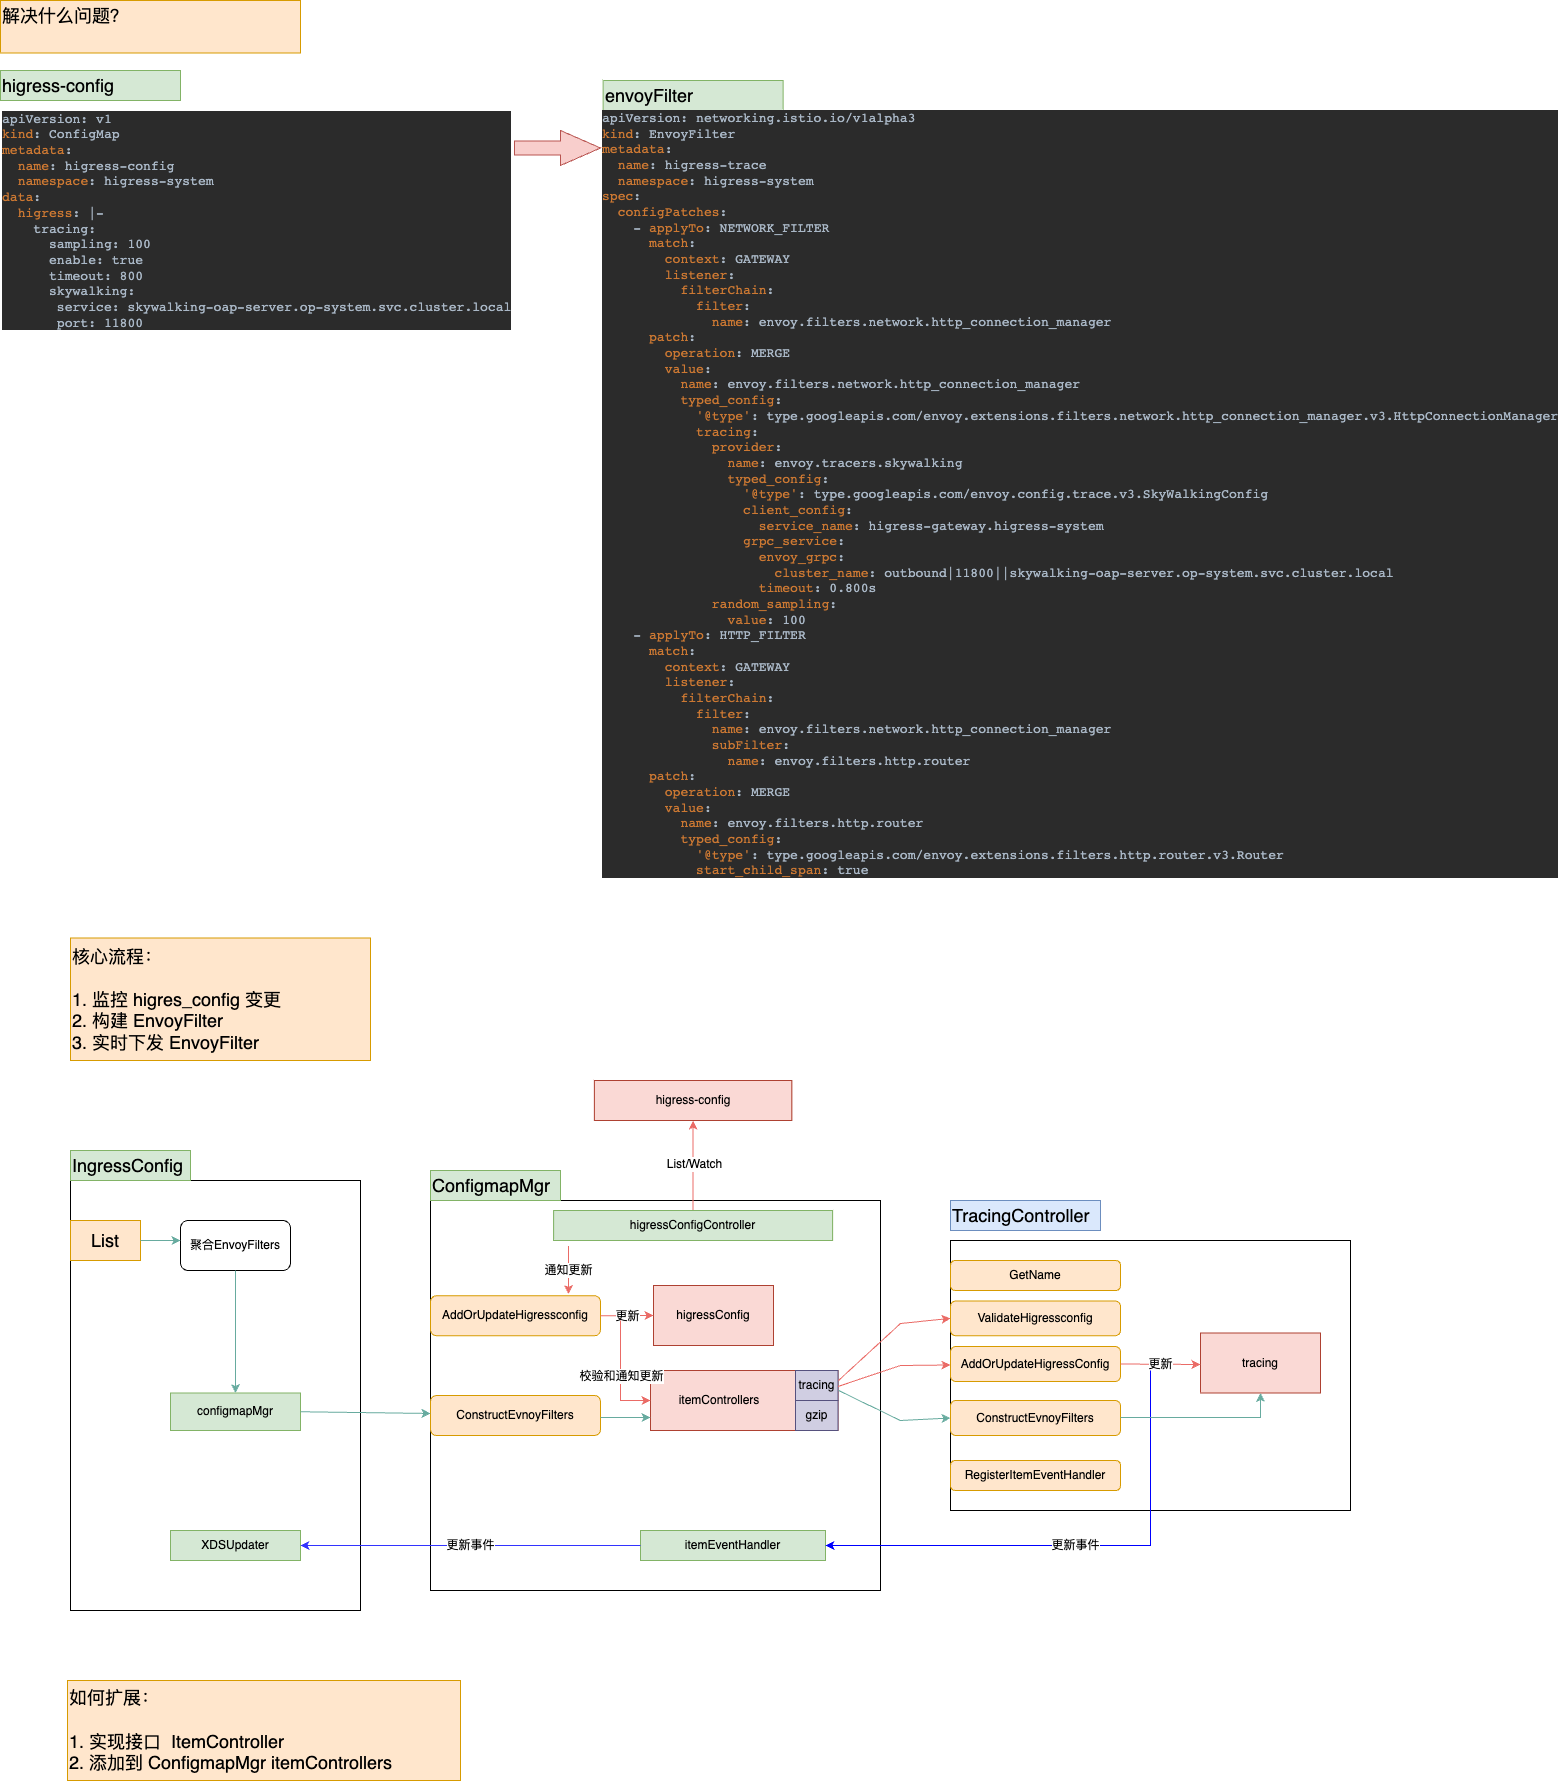 解决什么问题?
higress-config
apiVersion: v1
kind: ConfigMap
metadata:
  name: higress-config
  namespace: higress-system
data:
  higress: |-
    tracing:
      sampling: 100
      enable: true
      timeout: 800
      skywalking:
       service: skywalking-oap-server.op-system.svc.cluster.local
       port: 11800
envoyFilter
apiVersion: networking.istio.io/v1alpha3
kind: EnvoyFilter
metadata:
  name: higress-trace
  namespace: higress-system
spec:
  configPatches:
    - applyTo: NETWORK_FILTER
      match:
        context: GATEWAY
        listener:
          filterChain:
            filter:
              name: envoy.filters.network.http_connection_manager
      patch:
        operation: MERGE
        value:
          name: envoy.filters.network.http_connection_manager
          typed_config:
            '@type': type.googleapis.com/envoy.extensions.filters.network.http_connection_manager.v3.HttpConnectionManager
            tracing:
              provider:
                name: envoy.tracers.skywalking
                typed_config:
                  '@type': type.googleapis.com/envoy.config.trace.v3.SkyWalkingConfig
                  client_config:
                    service_name: higress-gateway.higress-system
                  grpc_service:
                    envoy_grpc:
                      cluster_name: outbound|11800||skywalking-oap-server.op-system.svc.cluster.local
                    timeout: 0.800s
              random_sampling:
                value: 100
    - applyTo: HTTP_FILTER
      match:
        context: GATEWAY
        listener:
          filterChain:
            filter:
              name: envoy.filters.network.http_connection_manager
              subFilter:
                name: envoy.filters.http.router
      patch:
        operation: MERGE
        value:
          name: envoy.filters.http.router
          typed_config:
            '@type': type.googleapis.com/envoy.extensions.filters.http.router.v3.Router
            start_child_span: true
核心流程：
1. 监控 higres_config 变更
2. 构建 EnvoyFilter
3. 实时下发 EnvoyFilter
higress-config
List/Watch
IngressConfig
List
聚合EnvoyFilters
configmapMgr
XDSUpdater
ConfigmapMgr
higressConfigController
通知更新
AddOrUpdateHigressconfig
更新
higressConfig
校验和通知更新
itemControllers
tracing
gzip
ConstructEvnoyFilters
itemEventHandler
更新事件
TracingController
GetName
ValidateHigressconfig
AddOrUpdateHigressConfig
更新
tracing
ConstructEvnoyFilters
RegisterItemEventHandler
更新事件
如何扩展：
1. 实现接口  ItemController
2. 添加到 ConfigmapMgr itemControllers